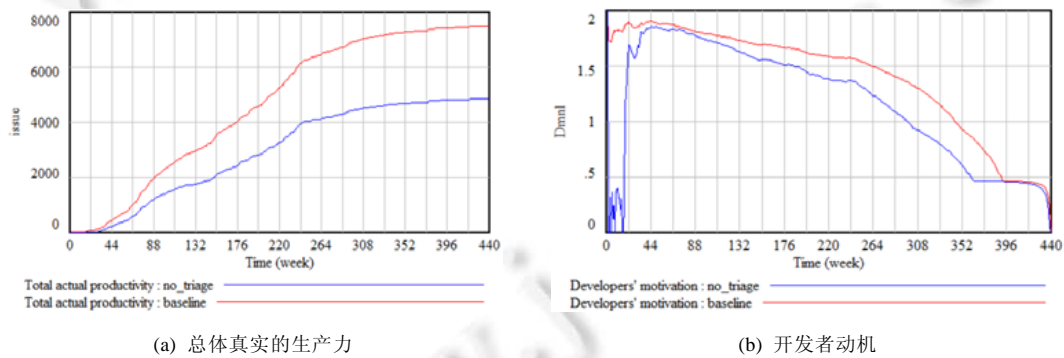 8000
6000
4000
2000
0
issue
0 44 88 132 176 220 264 308 352 396 440
Time (week)
Total actual productivity : no_triage
Total actual productivity : baseline
(a) 总体真实的生产力
2
1.5
1
.5
0
Dmnl
0 44 88 132 176 220 264 308 352 396 440
Time (week)
Developers' motivation : no_triage
Developers' motivation : baseline
(b) 开发者动机